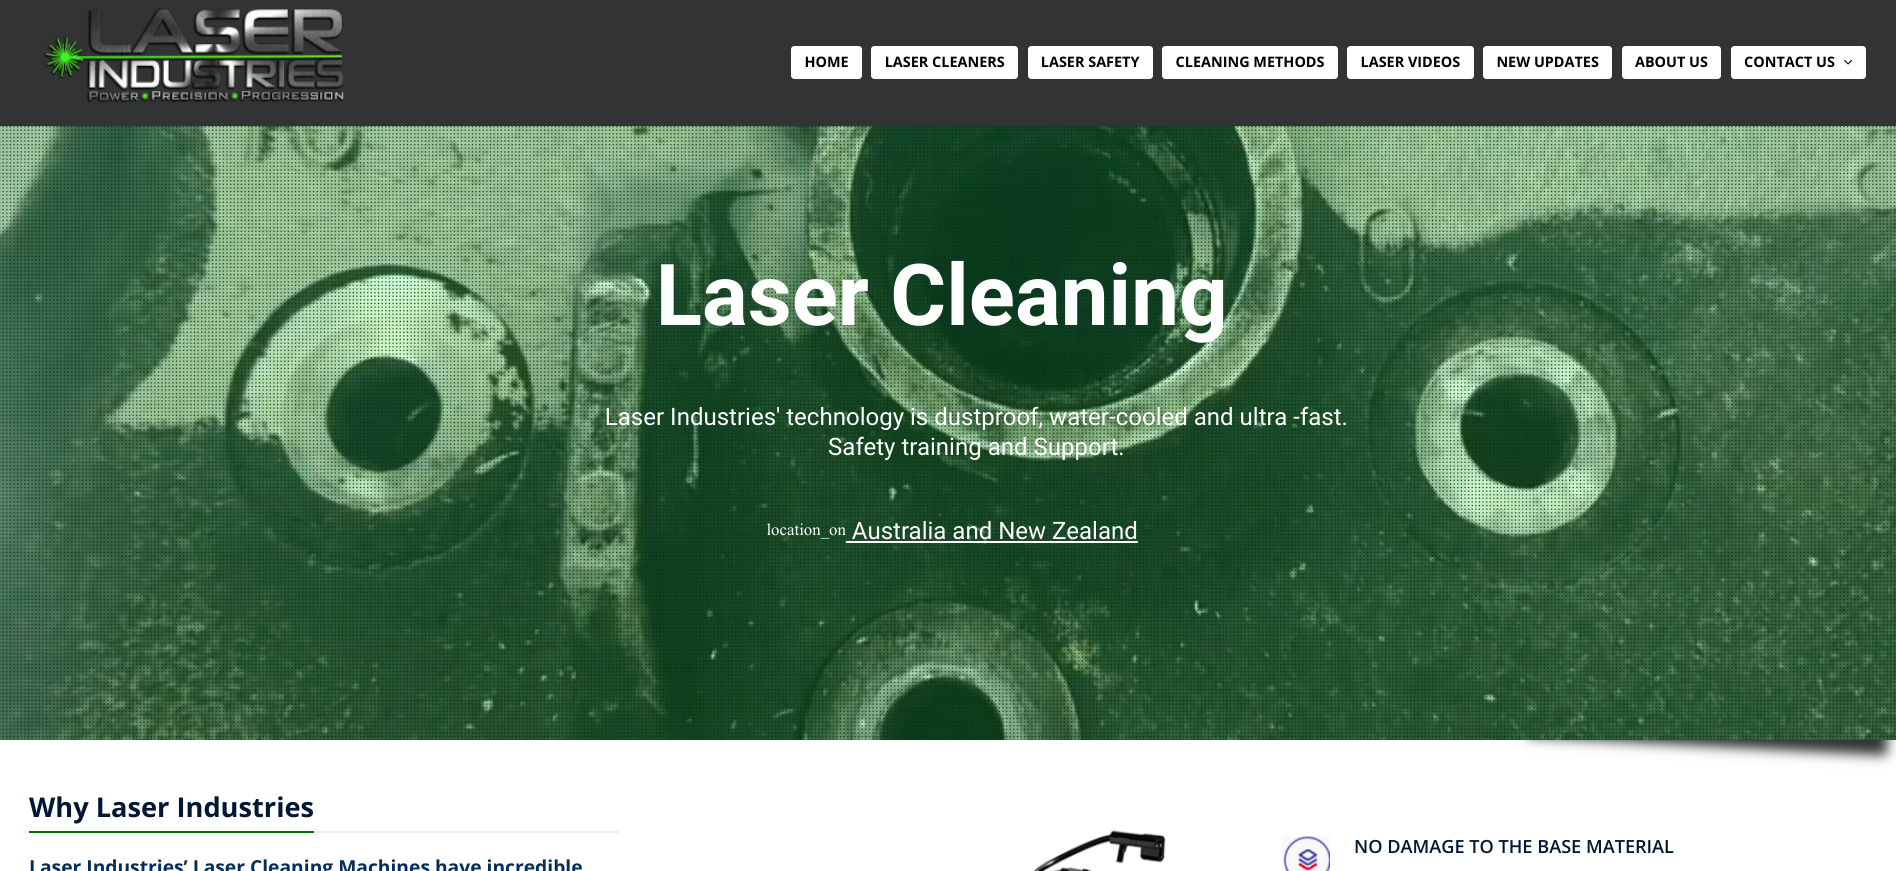 LASER
INDUSTRIES
POWER • PRECISION • PROGRESSION
HOME
LASER CLEANERS
LASER SAFETY
CLEANING METHODS
LASER VIDEOS
NEW UPDATES
ABOUT US
CONTACT US
Laser Cleaning
Laser Industries' technology is dustproof, water-cooled and ultra -fast.
Safety training and Support.
location_on Australia and New Zealand
Why Laser Industries
Laser Industries’ Laser Cleaning Machines have incredible
NO DAMAGE TO THE BASE MATERIAL